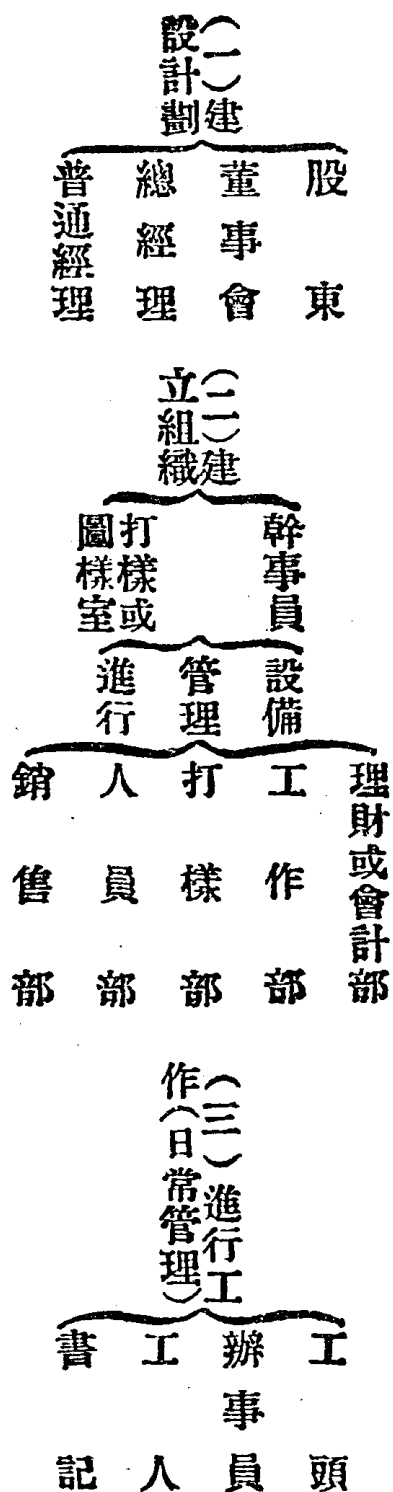 (一)建
設計劃
股東
董事會
總經理
普通經理
(二)建
立組織
幹事員
打樣或
圖樣室
設備
管理
進行
理財或會計部
工作部
打樣部
人員部
銷售部
(三)進行工
作(日常管理)
工頭
辦事員
工人
書記